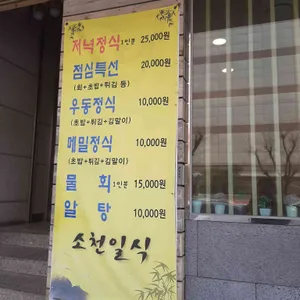 저녁정식 1인분 25,000원
점심특선 20,000원
(회+초밥+튀김 등)
우동정식 10,000원
(초밥+튀김+김말이)
메밀정식 10,000원
(초밥+튀김+김말이)
물 회 1인분 15,000원
알 탕 10,000원
소천일식